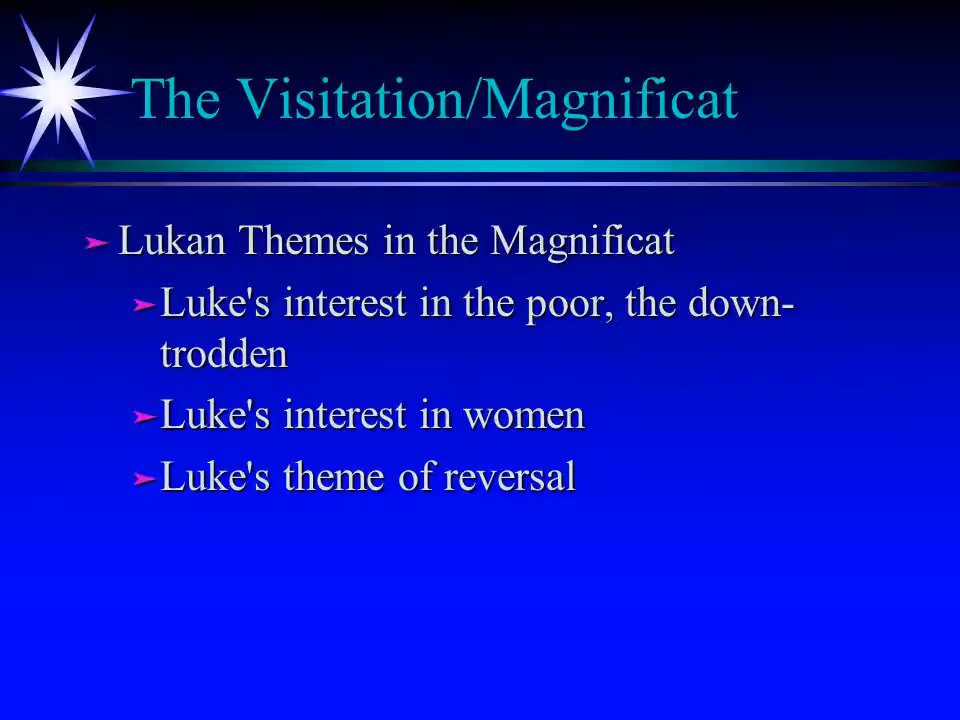 The Visitation/Magnificat
Lukan Themes in the Magnificat
Luke's interest in the poor, the down-
trodden
Luke's interest in women
Luke's theme of reversal